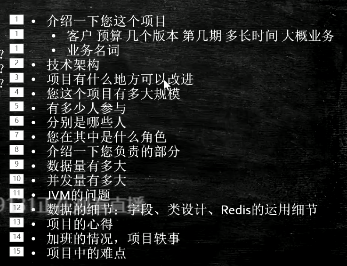 1 • 介绍一下您这个项目
1 • 客户 预算 几个版本 第几期 多长时间 大概业务
1 • 业务名词
2 • 技术架构
3 • 项目有什么地方可以改进
4 • 您这个项目有多大规模
5 • 有多少人参与
6 • 分别是哪些人
7 • 您在其中是什么角色
8 • 介绍一下您负责的部分
9 • 数据量有多大
10 • 并发量有多大
11 • JVM的问题
12 • 数据的细节：字段、类设计、Redis的运用细节
13 • 项目的心得
14 • 加班的情况，项目轶事
15 • 项目中的难点
?
?
?
直播